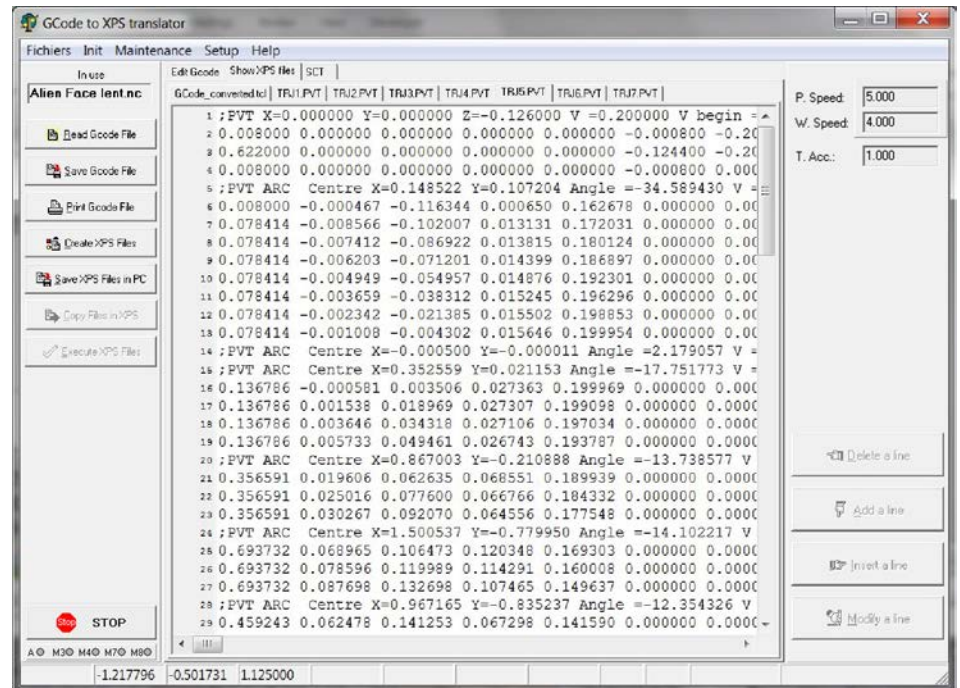 GCode to XPS translator
Fichiers Init Maintenance Setup Help
In use
Alien Face lent.nc
Read Gcode File
Save Gcode File
Print Gcode File
Create XPS Files
Save XPS Files in PC
Copy Files in XPS
Execute XPS Files
Stop STOP
A M3 M4 M7 M8
Edit Gcode Show XPS files SCT
GCode_converted.tcl TRJ1.PVT TRJ2.PVT TRJ3.PVT TRJ4.PVT TRJ5.PVT TRJ6.PVT TRJ7.PVT
1 ;PVT X=0.000000 Y=0.000000 Z=-0.126000 V =0.200000 V begin =
2 0.008000 0.000000 0.000000 0.000000 0.000000 0.000000 -0.000800 -0.20
3 0.622000 0.000000 0.000000 0.000000 0.000000 0.000000 -0.124400 -0.20
4 0.008000 0.000000 0.000000 0.000000 0.000000 0.000000 -0.000800 0.000
5 ;PVT ARC Centre X=0.148522 Y=0.107204 Angle =-34.589430 V =
6 0.008000 -0.000467 -0.116344 0.000650 0.162678 0.000000 0.00
7 0.078414 -0.008566 -0.102007 0.013131 0.172031 0.000000 0.00
8 0.078414 -0.007412 -0.086922 0.013815 0.180124 0.000000 0.00
9 0.078414 -0.006203 -0.071201 0.014399 0.186897 0.000000 0.00
10 0.078414 -0.004949 -0.054957 0.014876 0.192301 0.000000 0.00
11 0.078414 -0.003659 -0.038312 0.015245 0.196296 0.000000 0.00
12 0.078414 -0.002342 -0.021385 0.015502 0.198853 0.000000 0.00
13 0.078414 -0.001008 -0.004302 0.015646 0.199954 0.000000 0.00
14 ;PVT ARC Centre X=-0.000500 Y=-0.000011 Angle =2.179057 V =
15 ;PVT ARC Centre X=0.352559 Y=0.021153 Angle =-17.751773 V =
16 0.136786 -0.000581 0.003506 0.027363 0.199969 0.000000 0.000
17 0.136786 0.001538 0.018969 0.027307 0.199098 0.000000 0.0000
18 0.136786 0.003646 0.034318 0.027106 0.197034 0.000000 0.0000
19 0.136786 0.005733 0.049461 0.026743 0.193787 0.000000 0.0000
20 ;PVT ARC Centre X=0.867003 Y=-0.210888 Angle =-13.738577 V
21 0.356591 0.019606 0.062635 0.068551 0.189939 0.000000 0.0000
22 0.356591 0.025016 0.077600 0.066766 0.184332 0.000000 0.0000
23 0.356591 0.030267 0.092070 0.064556 0.177548 0.000000 0.0000
24 ;PVT ARC Centre X=1.500537 Y=-0.779950 Angle =-14.102217 V
25 0.693732 0.068965 0.106473 0.120348 0.169303 0.000000 0.0000
26 0.693732 0.078596 0.119989 0.114291 0.160008 0.000000 0.0000
27 0.693732 0.087698 0.132698 0.107465 0.149637 0.000000 0.0000
28 ;PVT ARC Centre X=0.967165 Y=-0.835237 Angle =-12.354326 V
29 0.459243 0.062478 0.141253 0.067298 0.141590 0.000000 0.0000
P. Speed: 5.000
W. Speed: 4.000
T. Acc.: 1.000
Delete a line
Add a line
Insert a line
Modify a line
-1.217796 -0.501731 1.125000